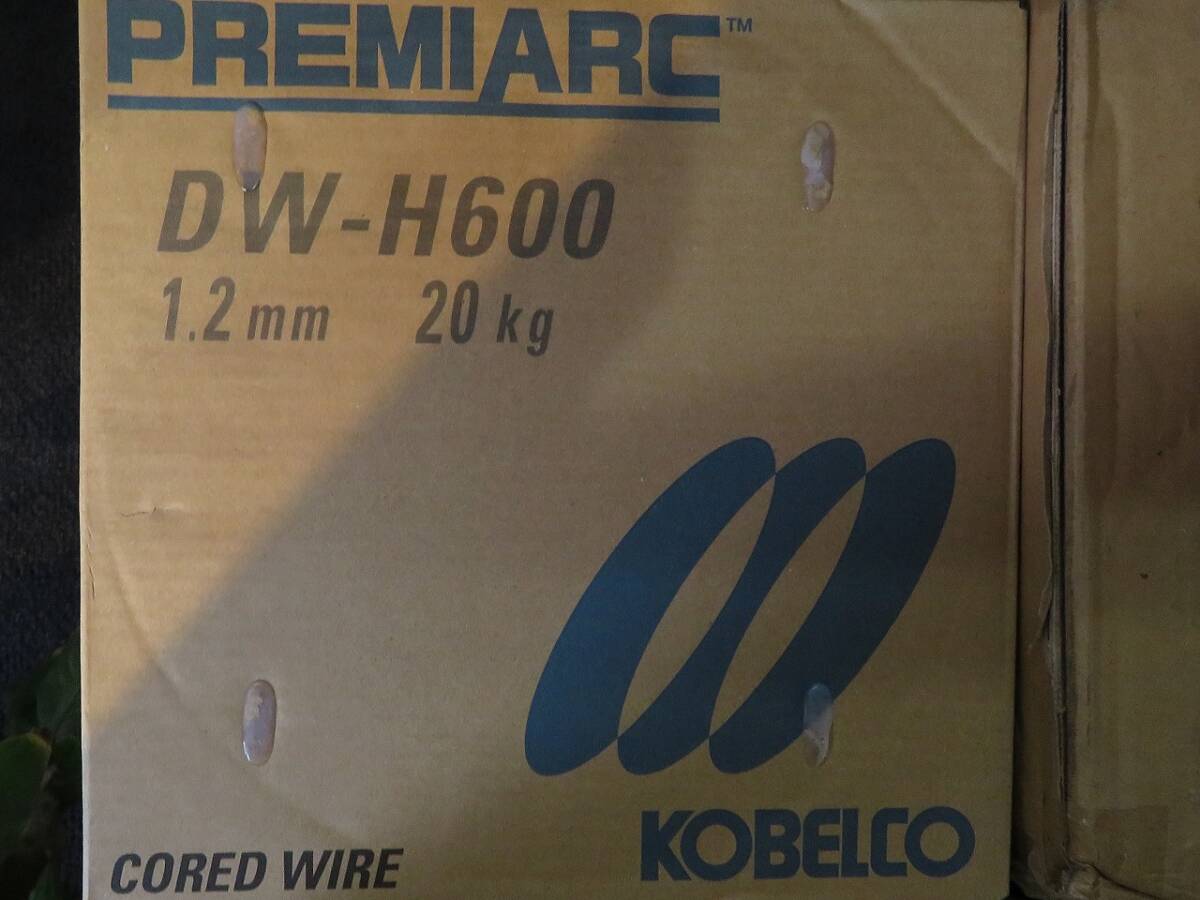 PREMIARC™
DW-H600
1.2 mm 20 kg
KOBELCO
CORED WIRE